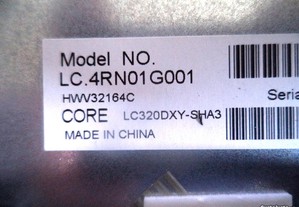 Model NO.
LC.4RN01G001
HWV32164C
Seria
CORE LC320DXY-SHA3
MADE IN CHINA